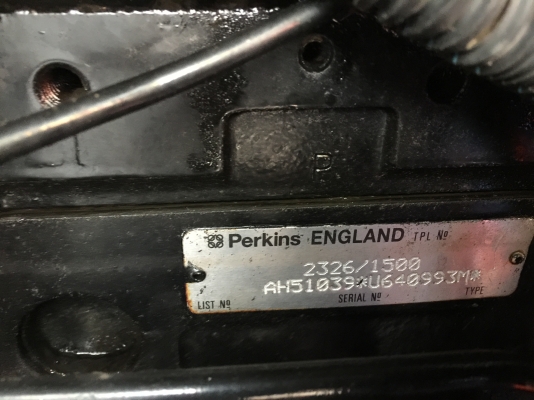 D
Perkins ENGLAND TPL Nº
2326/1500
AH51039*U640993M*
LIST Nº SERIAL Nº TYPE